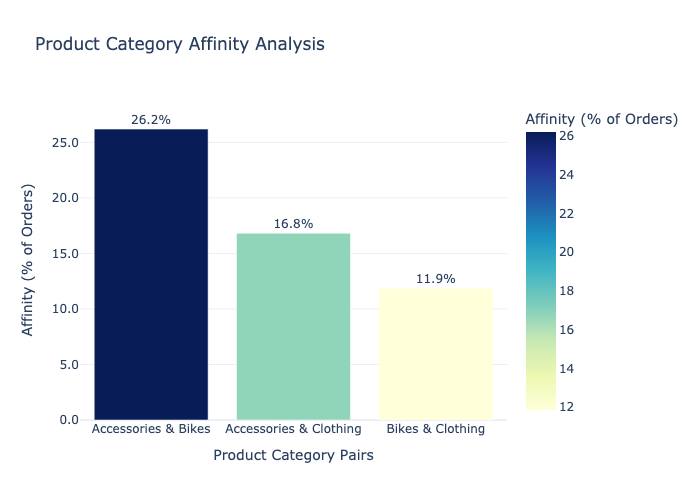 Product Category Affinity Analysis
Affinity (% of Orders)
26.2%
16.8%
11.9%
25.0
20.0
15.0
10.0
5.0
0.0
Affinity (% of Orders)
Accessories & Bikes
Accessories & Clothing
Bikes & Clothing
Product Category Pairs
26
24
22
20
18
16
14
12